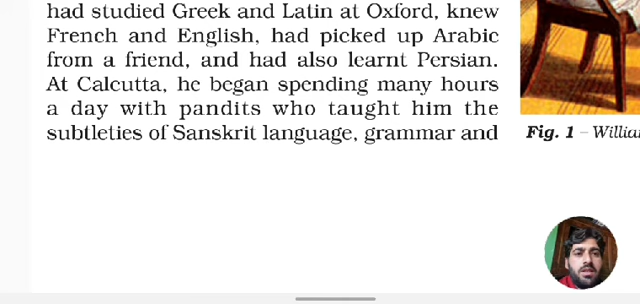 had studied Greek and Latin at Oxford, knew
French and English, had picked up Arabic
from a friend, and had also learnt Persian.
At Calcutta, he began spending many hours
a day with pandits who taught him the
subtleties of Sanskrit language, grammar and
Fig. 1 – Willia